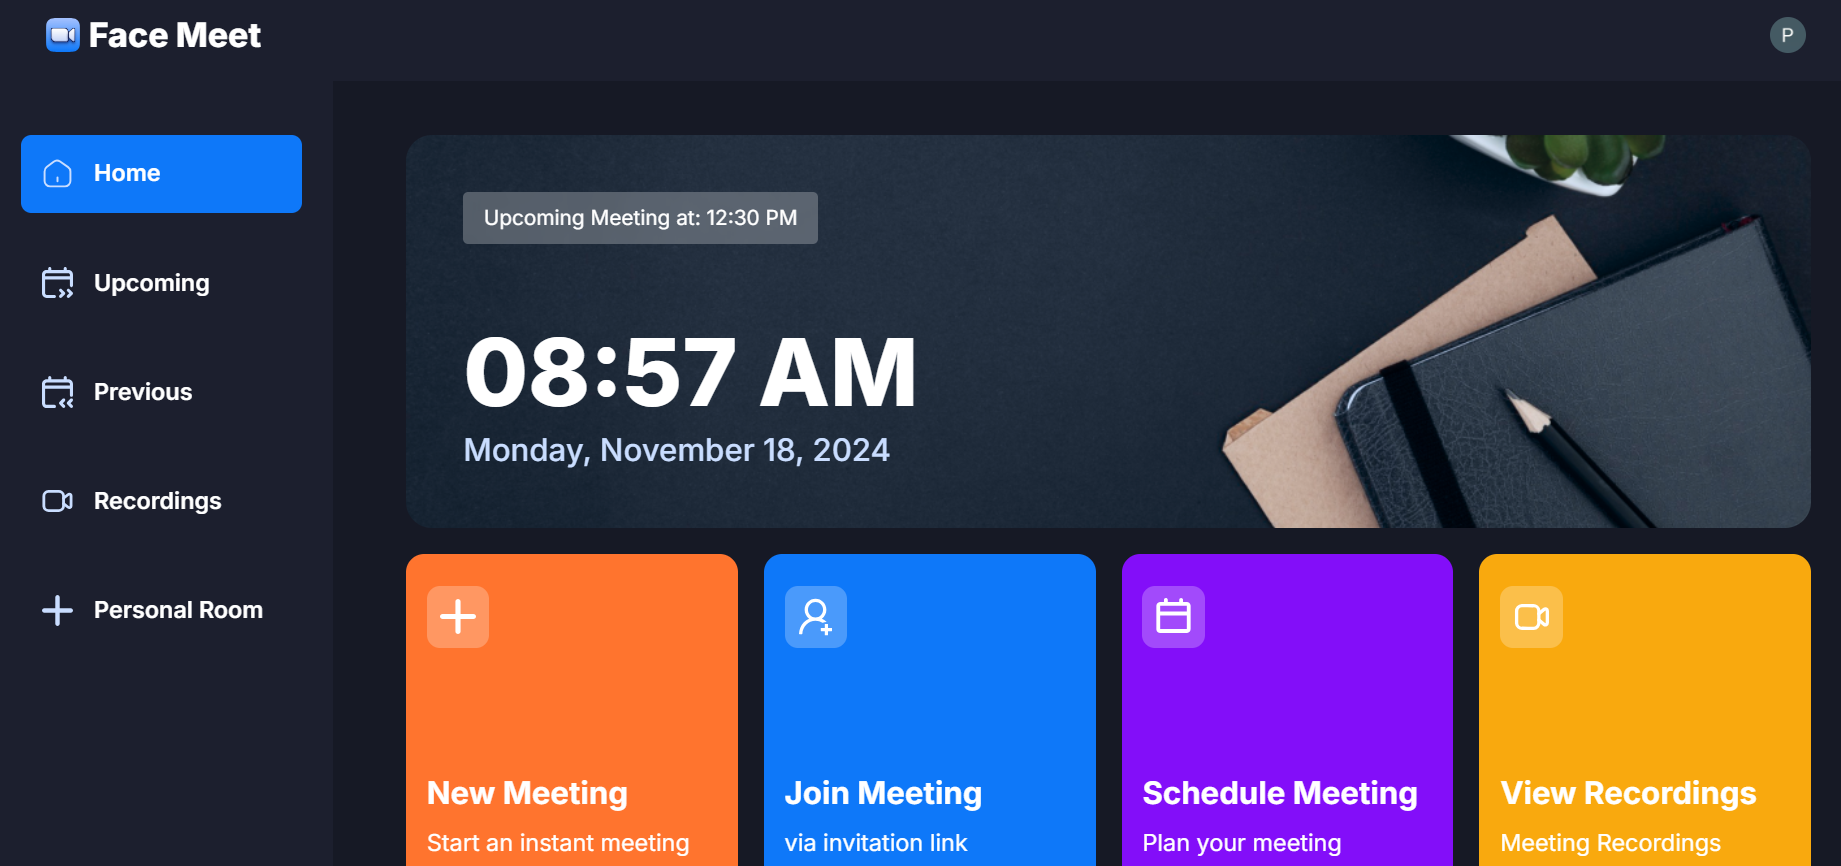 Face Meet
P
Home
Upcoming
Previous
Recordings
Personal Room
Upcoming Meeting at: 12:30 PM
08:57 AM
Monday, November 18, 2024
New Meeting
Start an instant meeting
Join Meeting
via invitation link
Schedule Meeting
Plan your meeting
View Recordings
Meeting Recordings